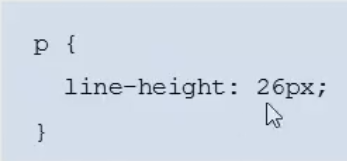 p {
  line-height: 26px;
}